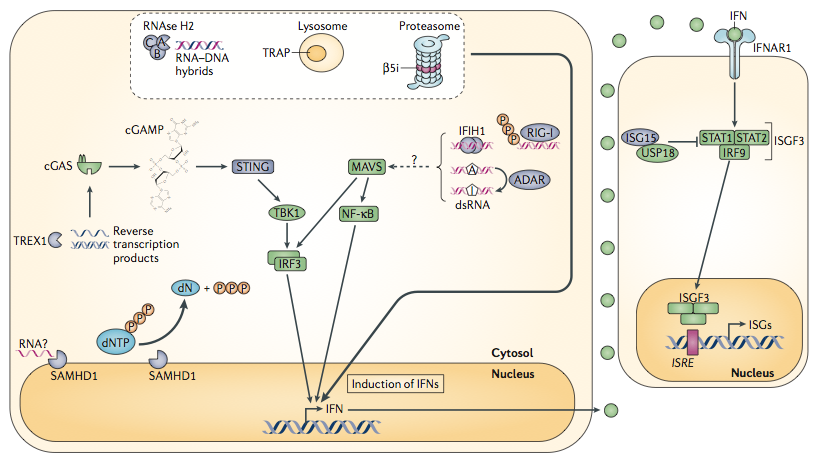 RNAse H2
C A
B
RNA–DNA
hybrids
Lysosome
TRAP
Proteasome
β5i
IFN
IFNAR1
cGAMP
cGAS
STING
MAVS
?
IFIH1
P
P
P
RIG-I
A
I
ADAR
dsRNA
ISG15
USP18
STAT1 STAT2
IRF9
ISGF3
TBK1
NF-κB
IRF3
TREX1
Reverse
transcription
products
dN + P P P
P
P
P
dNTP
RNA?
SAMHD1
SAMHD1
Cytosol
Nucleus
Induction of IFNs
IFN
ISGF3
ISGs
ISRE
Nucleus